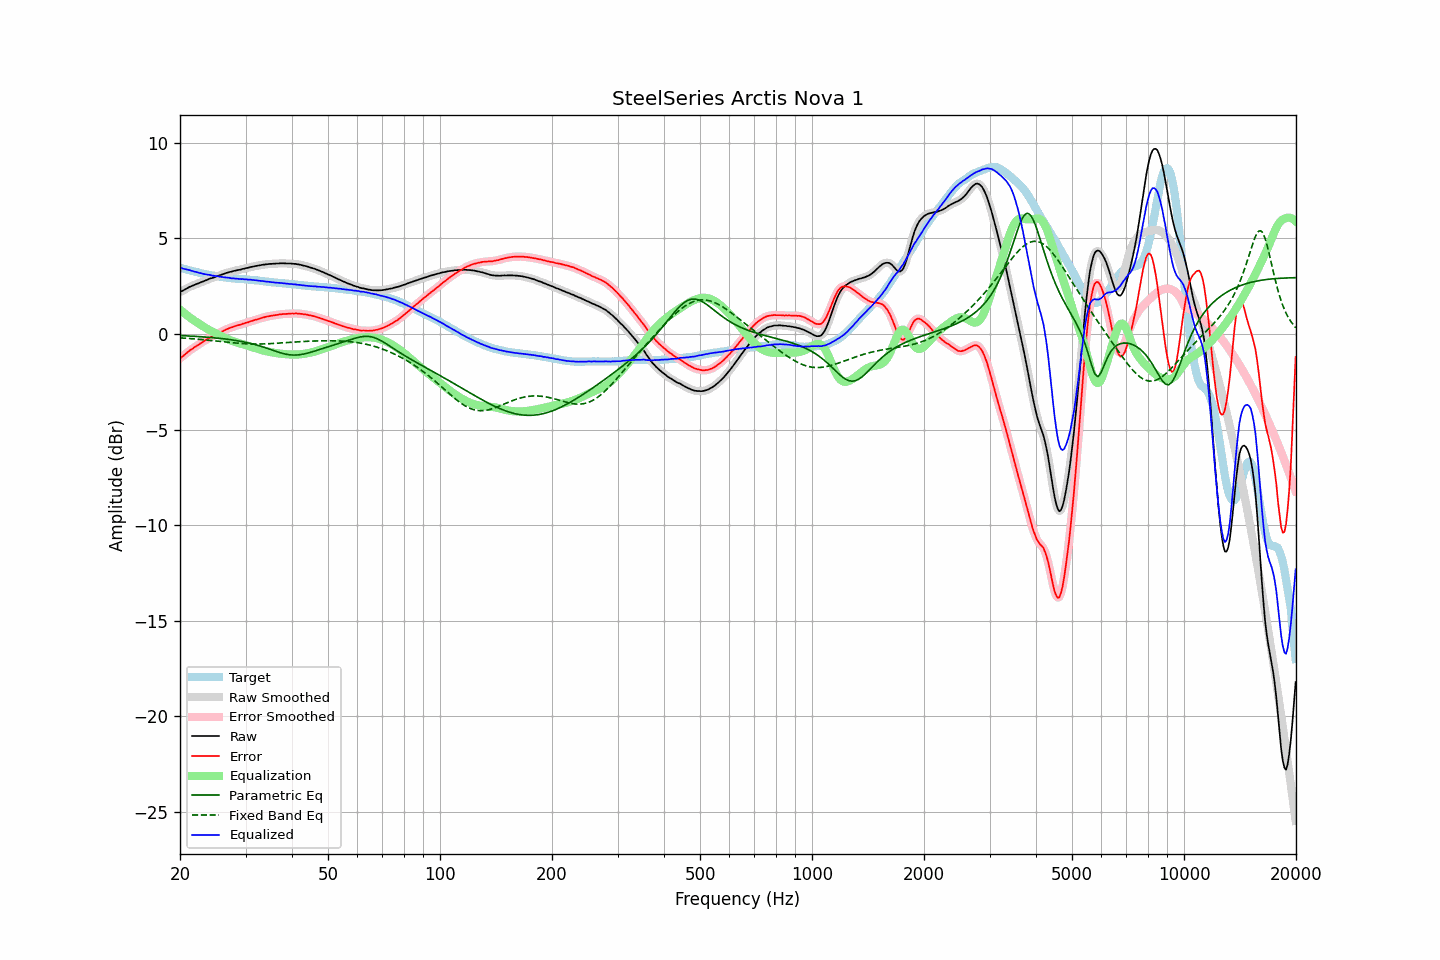 SteelSeries Arctis Nova 1
10
5
0
−5
−10
−15
−20
−25
Amplitude (dBr)
Target
Raw Smoothed
Error Smoothed
Raw
Error
Equalization
Parametric Eq
Fixed Band Eq
Equalized
20 50 100 200 500 1000 2000 5000 10000 20000
Frequency (Hz)